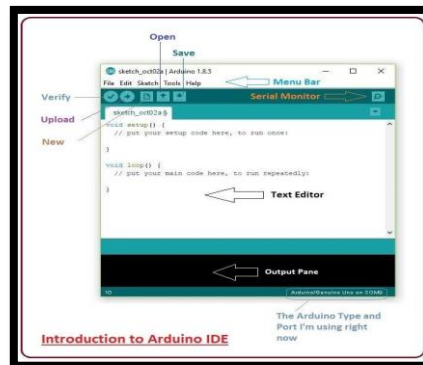 Open
Save
sketch_oct02a | Arduino 1.8.5
File Edit Sketch Tools Help
Menu Bar
Verify
Serial Monitor
Upload
sketch_oct02a §
New
void setup() {
// put your setup code here, to run once:
}
void loop() {
// put your main code here, to run repeatedly:
}
Text Editor
Output Pane
10
Arduino/Genuino Uno on COM5
The Arduino Type and
Port I'm using right
now
Introduction to Arduino IDE